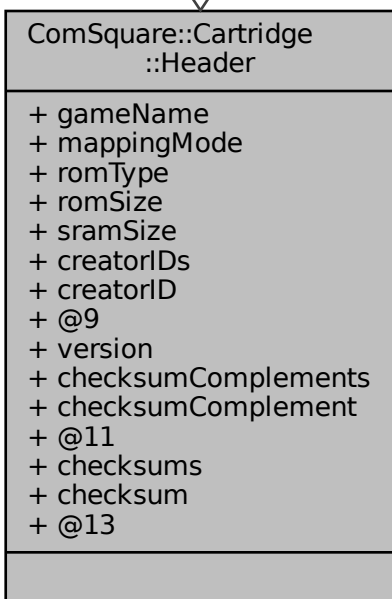 ComSquare::Cartridge
::Header
+ gameName
+ mappingMode
+ romType
+ romSize
+ sramSize
+ creatorIDs
+ creatorID
+ @9
+ version
+ checksumComplements
+ checksumComplement
+ @11
+ checksums
+ checksum
+ @13